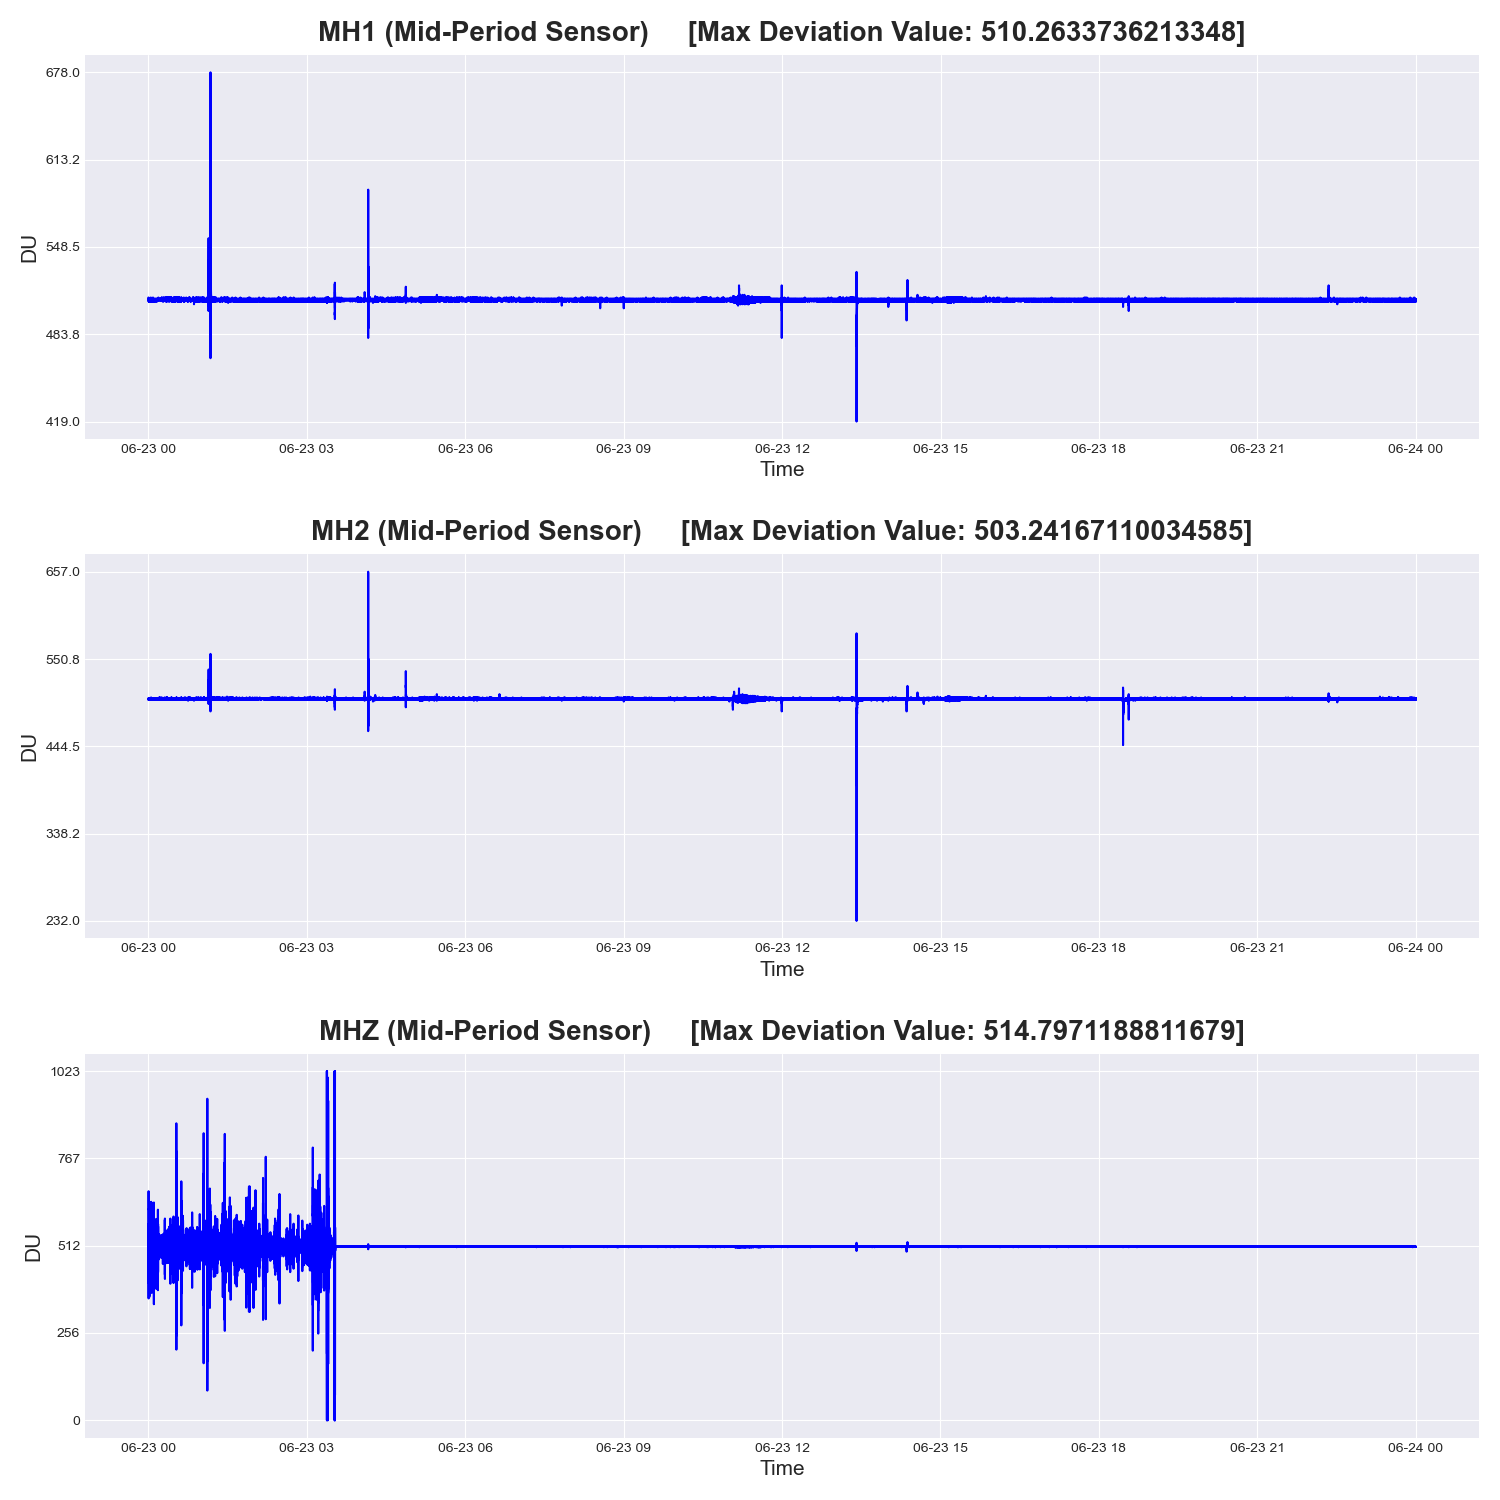 MH1 (Mid-Period Sensor) [Max Deviation Value: 510.2633736213348]
678.0
613.2
548.5
483.8
419.0
DU
06-23 00 06-23 03 06-23 06 06-23 09 06-23 12 06-23 15 06-23 18 06-23 21 06-24 00
Time
MH2 (Mid-Period Sensor) [Max Deviation Value: 503.24167110034585]
657.0
550.8
444.5
338.2
232.0
DU
06-23 00 06-23 03 06-23 06 06-23 09 06-23 12 06-23 15 06-23 18 06-23 21 06-24 00
Time
MHZ (Mid-Period Sensor) [Max Deviation Value: 514.7971188811679]
1023
767
512
256
0
DU
06-23 00 06-23 03 06-23 06 06-23 09 06-23 12 06-23 15 06-23 18 06-23 21 06-24 00
Time